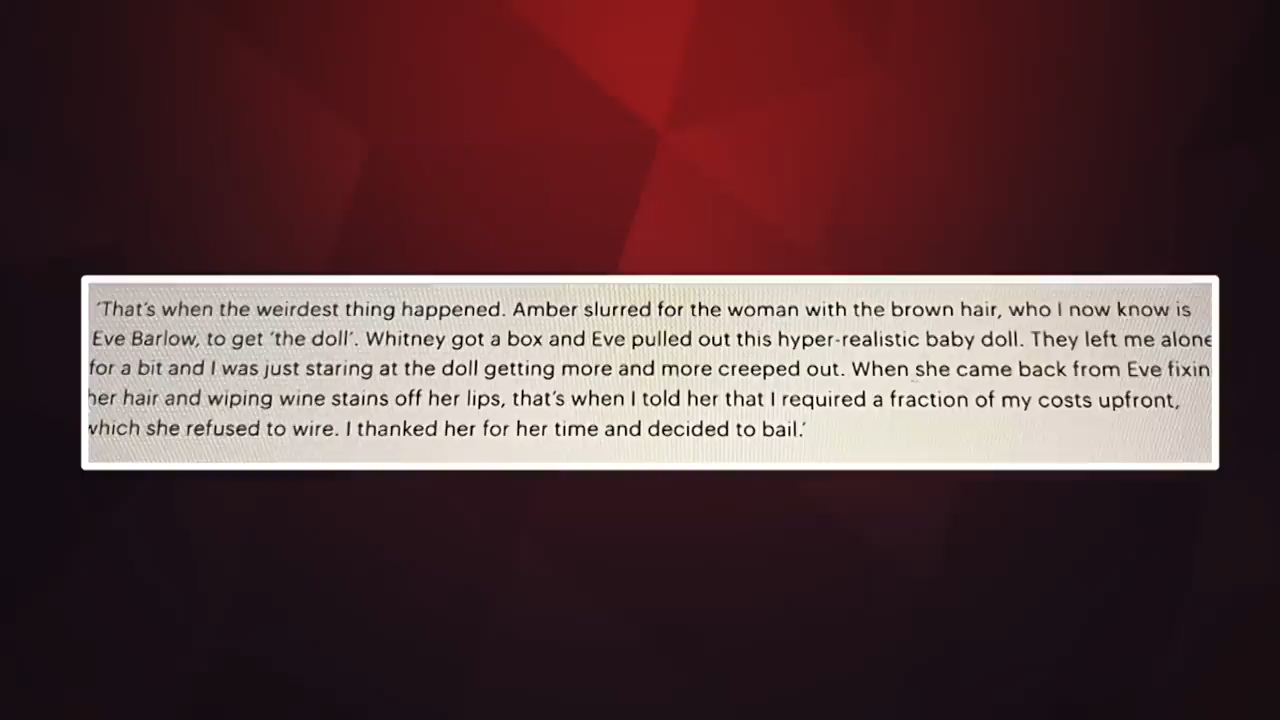 ‘That's when the weirdest thing happened. Amber slurred for the woman with the brown hair, who I now know is
Eve Barlow, to get ‘the doll’. Whitney got a box and Eve pulled out this hyper-realistic baby doll. They left me alone
for a bit and I was just staring at the doll getting more and more creeped out. When she came back from Eve fixin
her hair and wiping wine stains off her lips, that's when I told her that I required a fraction of my costs upfront,
which she refused to wire. I thanked her for her time and decided to bail.’